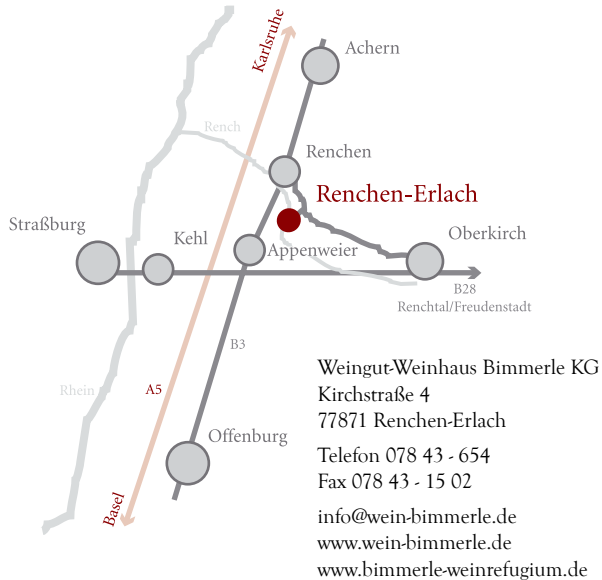 Karlsruhe
Achern
Rench
Renchen
Renchen-Erlach
Straßburg
Kehl
Appenweier
Oberkirch
B28
Renchtal/Freudenstadt
B3
Rhein
A5
Offenburg
Basel
Weingut-Weinhaus Bimmerle KG
Kirchstraße 4
77871 Renchen-Erlach
Telefon 078 43 - 654
Fax 078 43 - 15 02
info@wein-bimmerle.de
www.wein-bimmerle.de
www.bimmerle-weinrefugium.de